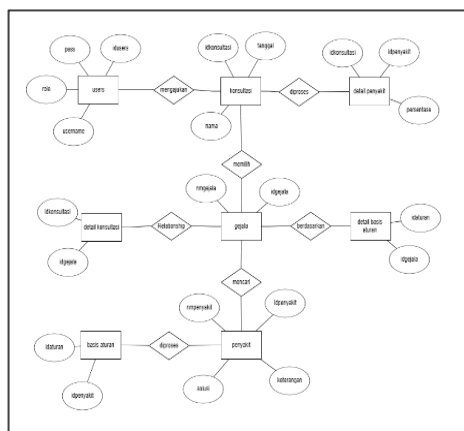 pass
idusers
idkonsultasi
tanggal
idkonsultasi
idpenyakit
role
users
mengajukan
konsultasi
diproses
detail penyakit
username
nama
persentase
memilih
nmgejala
idgejala
idkonsultasi
idaturan
detail konsultasi
Relationship
gejala
berdasarkan
detail basis
aturan
idgejala
idgejala
mencari
nmpenyakit
idpenyakit
idaturan
basis aturan
diproses
penyakit
idpenyakit
solusi
keterangan